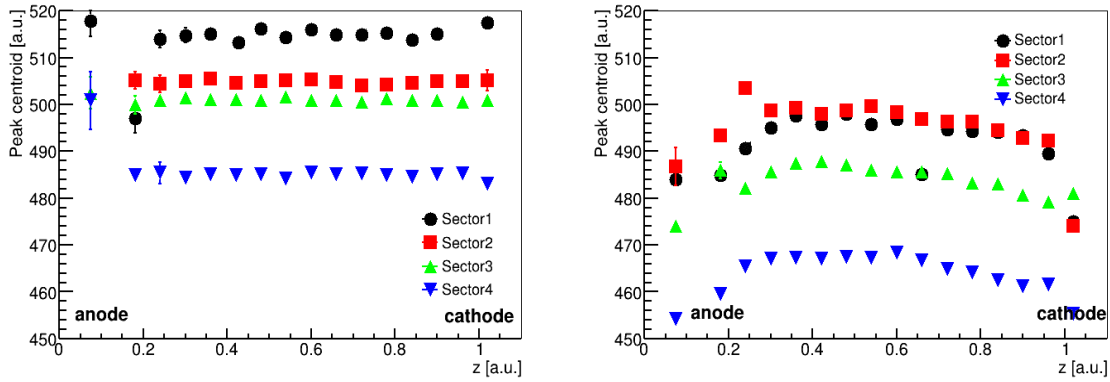 Peak centroid [a.u.]
520
510
500
490
480
470
460
450
Sector1
Sector2
Sector3
Sector4
anode
cathode
0
0.2
0.4
0.6
0.8
1
z [a.u.]
Peak centroid [a.u.]
520
510
500
490
480
470
460
450
Sector1
Sector2
Sector3
Sector4
anode
cathode
0
0.2
0.4
0.6
0.8
1
z [a.u.]